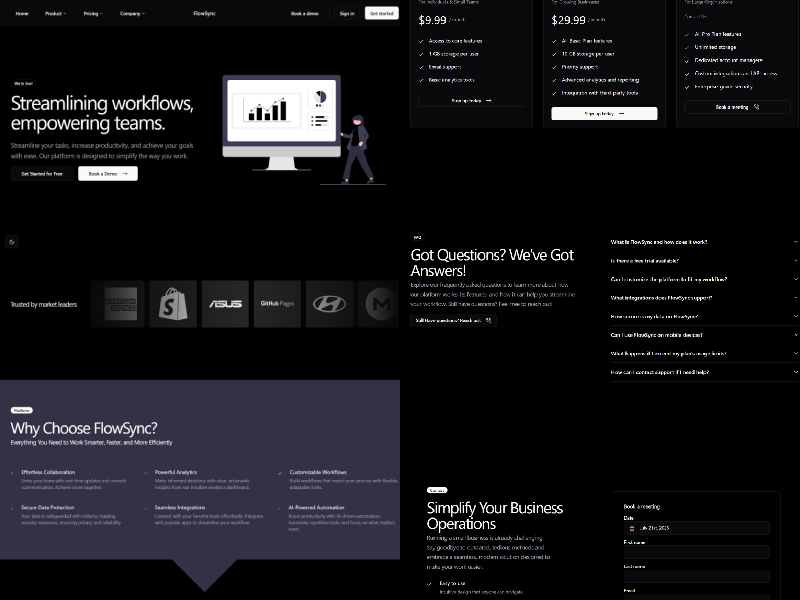 Home
Product
Pricing
Company
FlowSync
Book a demo
Sign in
Get started
We're live!
Streamlining workflows,
empowering teams.
Streamline your tasks, increase productivity, and achieve your goals
with ease. Our platform is designed to simplify the way you work.
Get Started for Free
Book a Demo
Trusted by market leaders
ASUS
GitHub Pages
Platform
Why Choose FlowSync?
Everything You Need to Work Smarter, Faster, and More Efficiently
Effortless Collaboration
Unite your team with real-time updates and smooth
communication. Achieve more together.
Powerful Analytics
Make informed decisions with clear, actionable
insights from our intuitive analytics dashboard.
Customizable Workflows
Build workflows that match your process with flexible,
adaptable tools.
Secure Data Protection
Your data is safeguarded with industry-leading
security measures, ensuring privacy and reliability.
Seamless Integrations
Connect with your favorite tools effortlessly. Integrate
with popular apps to streamline your workflow.
AI-Powered Automation
Boost productivity with AI-driven automation.
Automate repetitive tasks and focus on what matters
most.
For Individuals & Small Teams
$9.99 / month
Access to core features
1 GB storage per user
Email support
Basic analytics tools
Sign up today
For Growing Businesses
$29.99 / month
All Basic Plan features
10 GB storage per user
Priority support
Advanced analytics and reporting
Integration with third-party tools
Sign up today
For Large Organizations
Contact Us
All Pro Plan features
Unlimited storage
Dedicated account managere
Custom integrations and API access
Enterprise-grade security
Book a meeting
FAQ
Got Questions? We've Got
Answers!
Explore our frequently asked questions to learn more about how
our platform works, its features, and how it can help you streamline
your workflow. Still have questions? Feel free to reach out!
Still Have questions? Reach out
What is FlowSync and how does it work?
Is there a free trial available?
Can I customize the platform to fit my workflow?
What integrations does FlowSync support?
How secure is my data on FlowSync?
Can I use FlowSync on mobile devices?
What happens if I exceed my plan's usage limits?
How can I contact support if I need help?
Contact
Simplify Your Business
Operations
Running a small business is already challenging.
Say goodbye to outdated, tedious methods and
embrace a seamless, modern solution designed to
make your work easier.
Easy to use
Intuitive design that anyone can navigate
Book a meeting
Date
July 21st, 2025
First name
Last name
Email